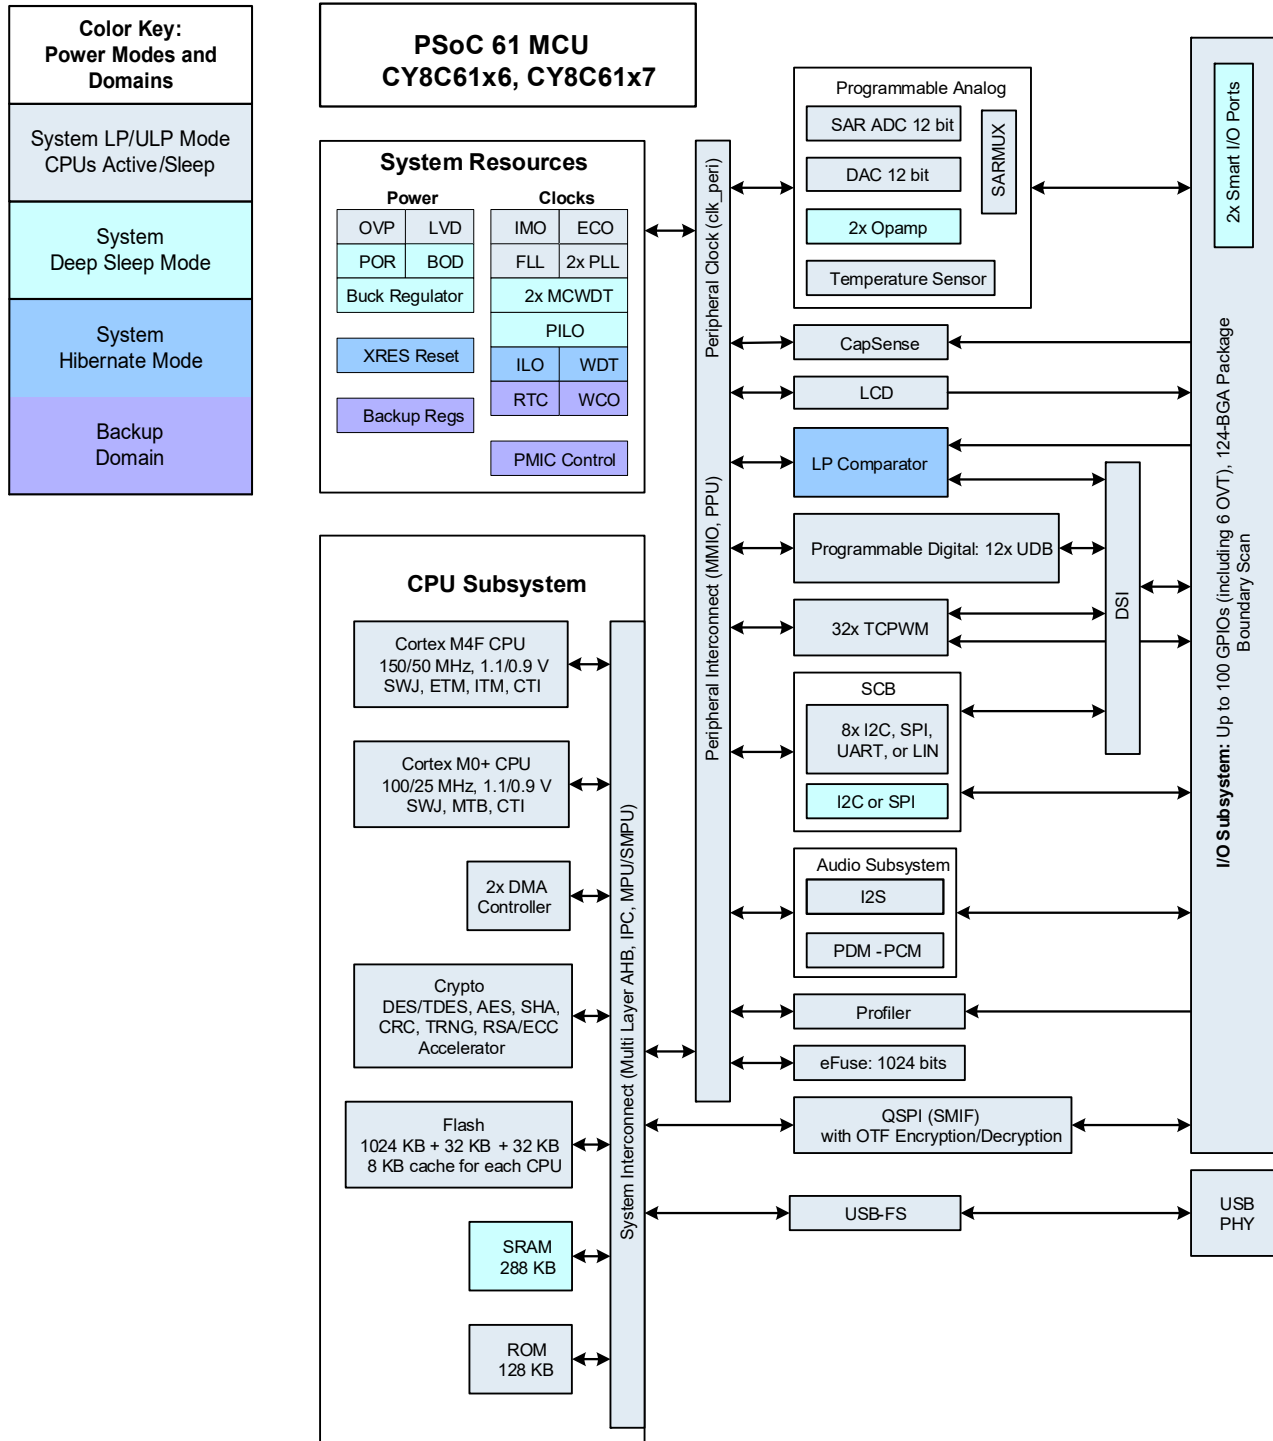 Color Key:
Power Modes and
Domains
System LP/ULP Mode
CPUs Active/Sleep
System
Deep Sleep Mode
System
Hibernate Mode
Backup
Domain
PSoC 61 MCU
CY8C61x6, CY8C61x7
System Resources
Power
Clocks
OVP
LVD
POR
BOD
Buck Regulator
XRES Reset
Backup Regs
IMO
ECO
FLL
2x PLL
2x MCWDT
PILO
ILO
WDT
RTC
WCO
PMIC Control
CPU Subsystem
Cortex M4F CPU
150/50 MHz, 1.1/0.9 V
SWJ, ETM, ITM, CTI
Cortex M0+ CPU
100/25 MHz, 1.1/0.9 V
SWJ, MTB, CTI
2x DMA
Controller
Crypto
DES/TDES, AES, SHA,
CRC, TRNG, RSA/ECC
Accelerator
Flash
1024 KB + 32 KB + 32 KB
8 KB cache for each CPU
SRAM
288 KB
ROM
128 KB
System Interconnect (Multi Layer AHB, IPC, MPU/SMPU)
Peripheral Interconnect (MMIO, PPU)
Peripheral Clock (clk_peri)
Programmable Analog
SAR ADC 12 bit
DAC 12 bit
2x Opamp
Temperature Sensor
SARMUX
CapSense
LCD
LP Comparator
Programmable Digital: 12x UDB
32x TCPWM
DSI
SCB
8x I2C, SPI,
UART, or LIN
I2C or SPI
Audio Subsystem
I2S
PDM -PCM
Profiler
eFuse: 1024 bits
QSPI (SMIF)
with OTF Encryption/Decryption
USB-FS
2x Smart I/O Ports
I/O Subsystem: Up to 100 GPIOs (including 6 OVT), 124-BGA Package
Boundary Scan
USB
PHY